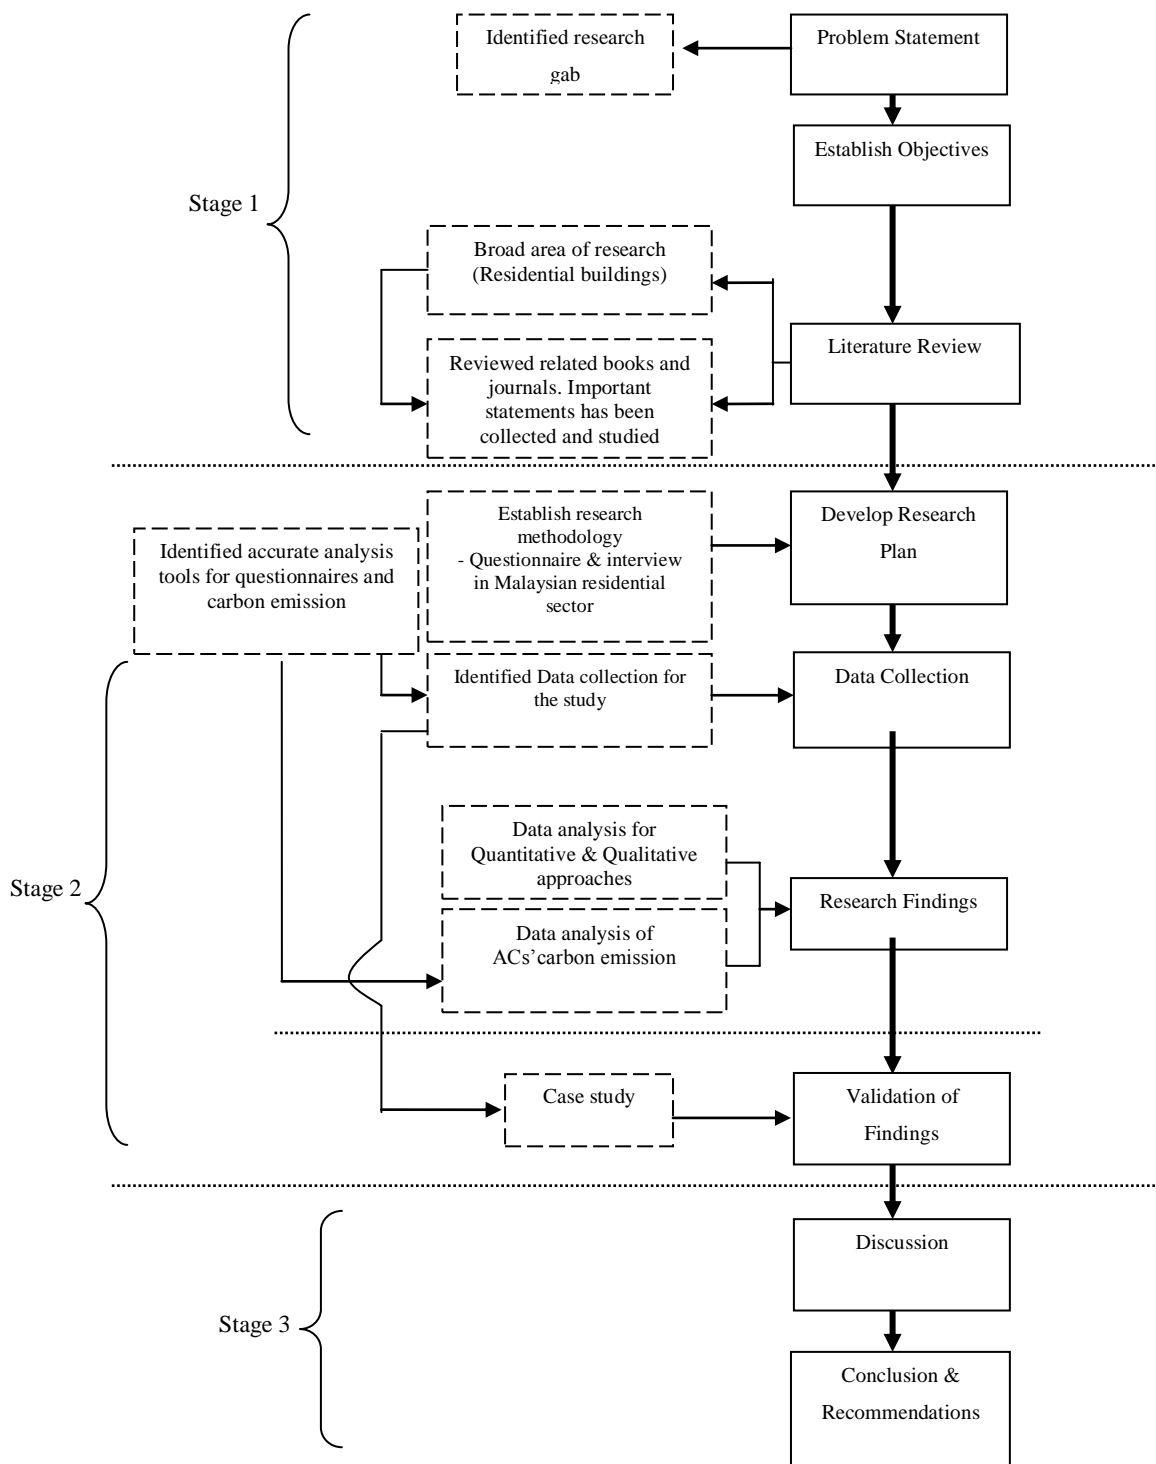 Identified research
gab
Problem Statement
Establish Objectives
Stage 1
Broad area of research
(Residential buildings)
Literature Review
Reviewed related books and
journals. Important
statements has been
collected and studied
Develop Research
Plan
Establish research
methodology
- Questionnaire & interview
in Malaysian residential
sector
Identified accurate analysis
tools for questionnaires and
carbon emission
Identified Data collection for
the study
Data Collection
Data analysis for
Quantitative & Qualitative
approaches
Stage 2
Research Findings
Data analysis of
ACs’carbon emission
Case study
Validation of
Findings
Discussion
Stage 3
Conclusion &
Recommendations